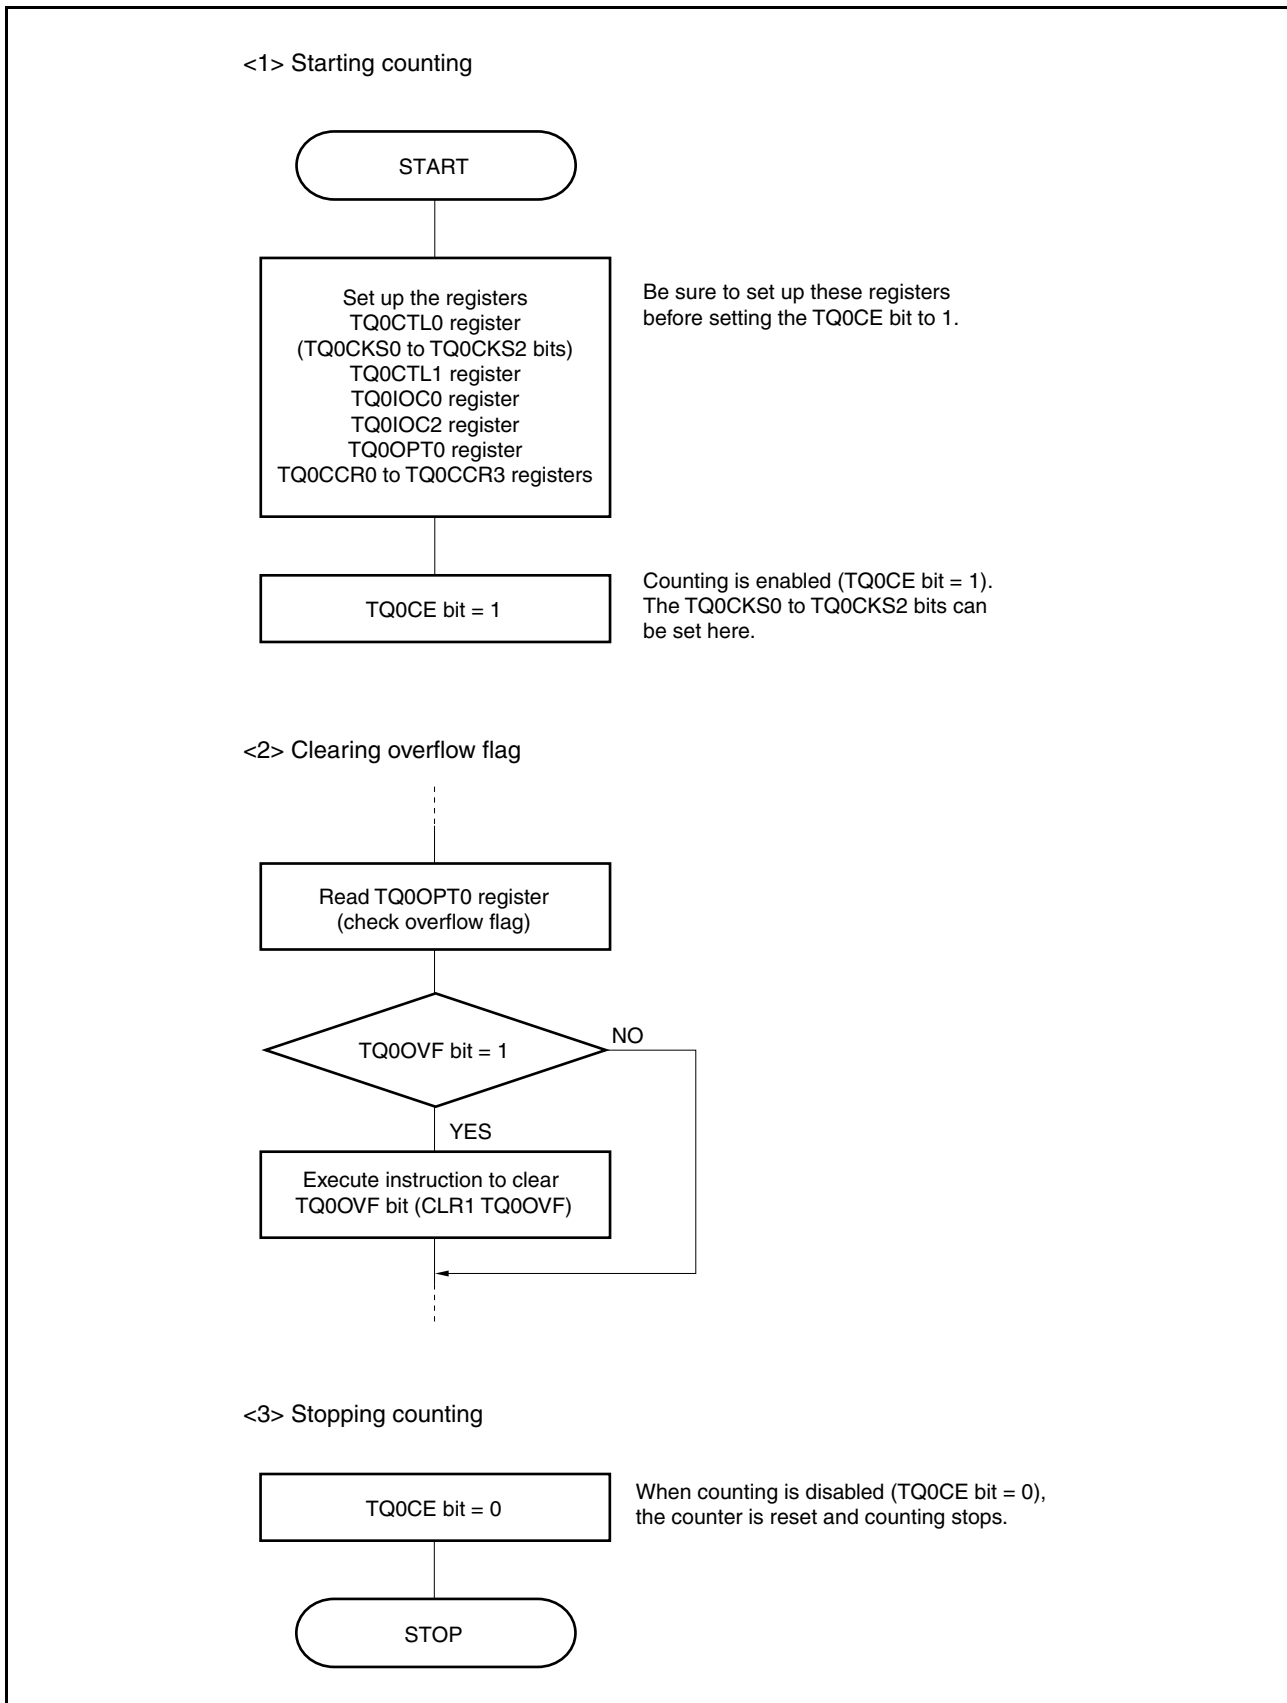 <1> Starting counting
START
Set up the registers
TQ0CTL0 register
(TQ0CKS0 to TQ0CKS2 bits)
TQ0CTL1 register
TQ0IOC0 register
TQ0IOC2 register
TQ0OPT0 register
TQ0CCR0 to TQ0CCR3 registers
Be sure to set up these registers
before setting the TQ0CE bit to 1.
TQ0CE bit = 1
Counting is enabled (TQ0CE bit = 1).
The TQ0CKS0 to TQ0CKS2 bits can
be set here.
<2> Clearing overflow flag
Read TQ0OPT0 register
(check overflow flag)
TQ0OVF bit = 1
NO
YES
Execute instruction to clear
TQ0OVF bit (CLR1 TQ0OVF)
<3> Stopping counting
TQ0CE bit = 0
When counting is disabled (TQ0CE bit = 0),
the counter is reset and counting stops.
STOP